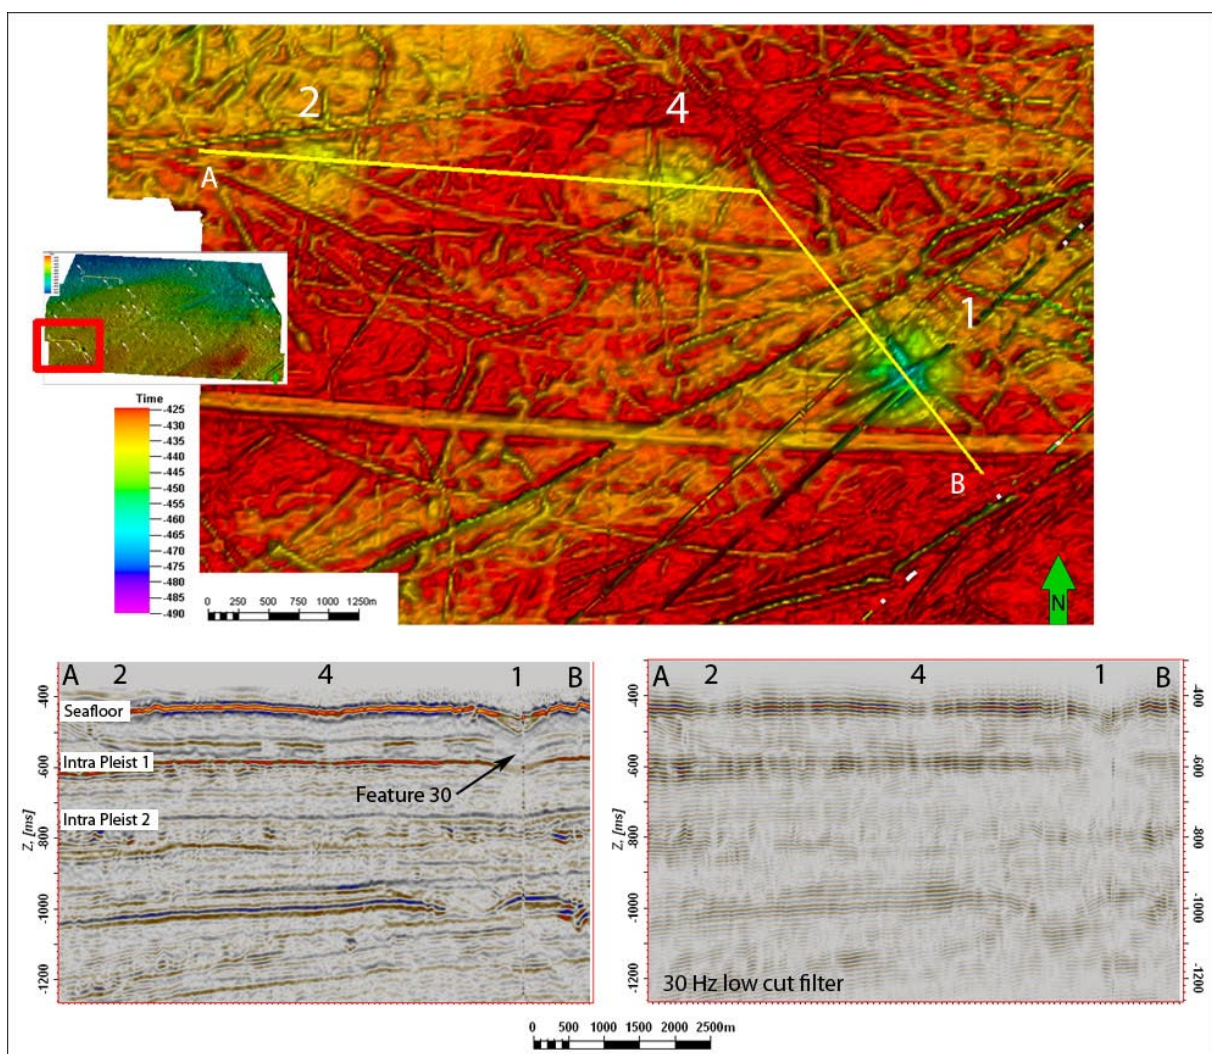 2
4
A
1
B
Time
-425
-430
-435
-440
-445
-450
-455
-460
-465
-470
-475
-480
-485
-490
0 250 500 750 1000 1250m
N
A 2 4 1 B
-400
Seafloor
Intra Pleist 1
-600
Feature 30
Z, [ms]
Intra Pleist 2
-800
-1000
-1200
A 2 4 1 B
-400 -400
-600 -600
Z, [ms]
-800 -800
-1000 -1000
-1200 -1200
30 Hz low cut filter
0 500 1000 1500 2000 2500m